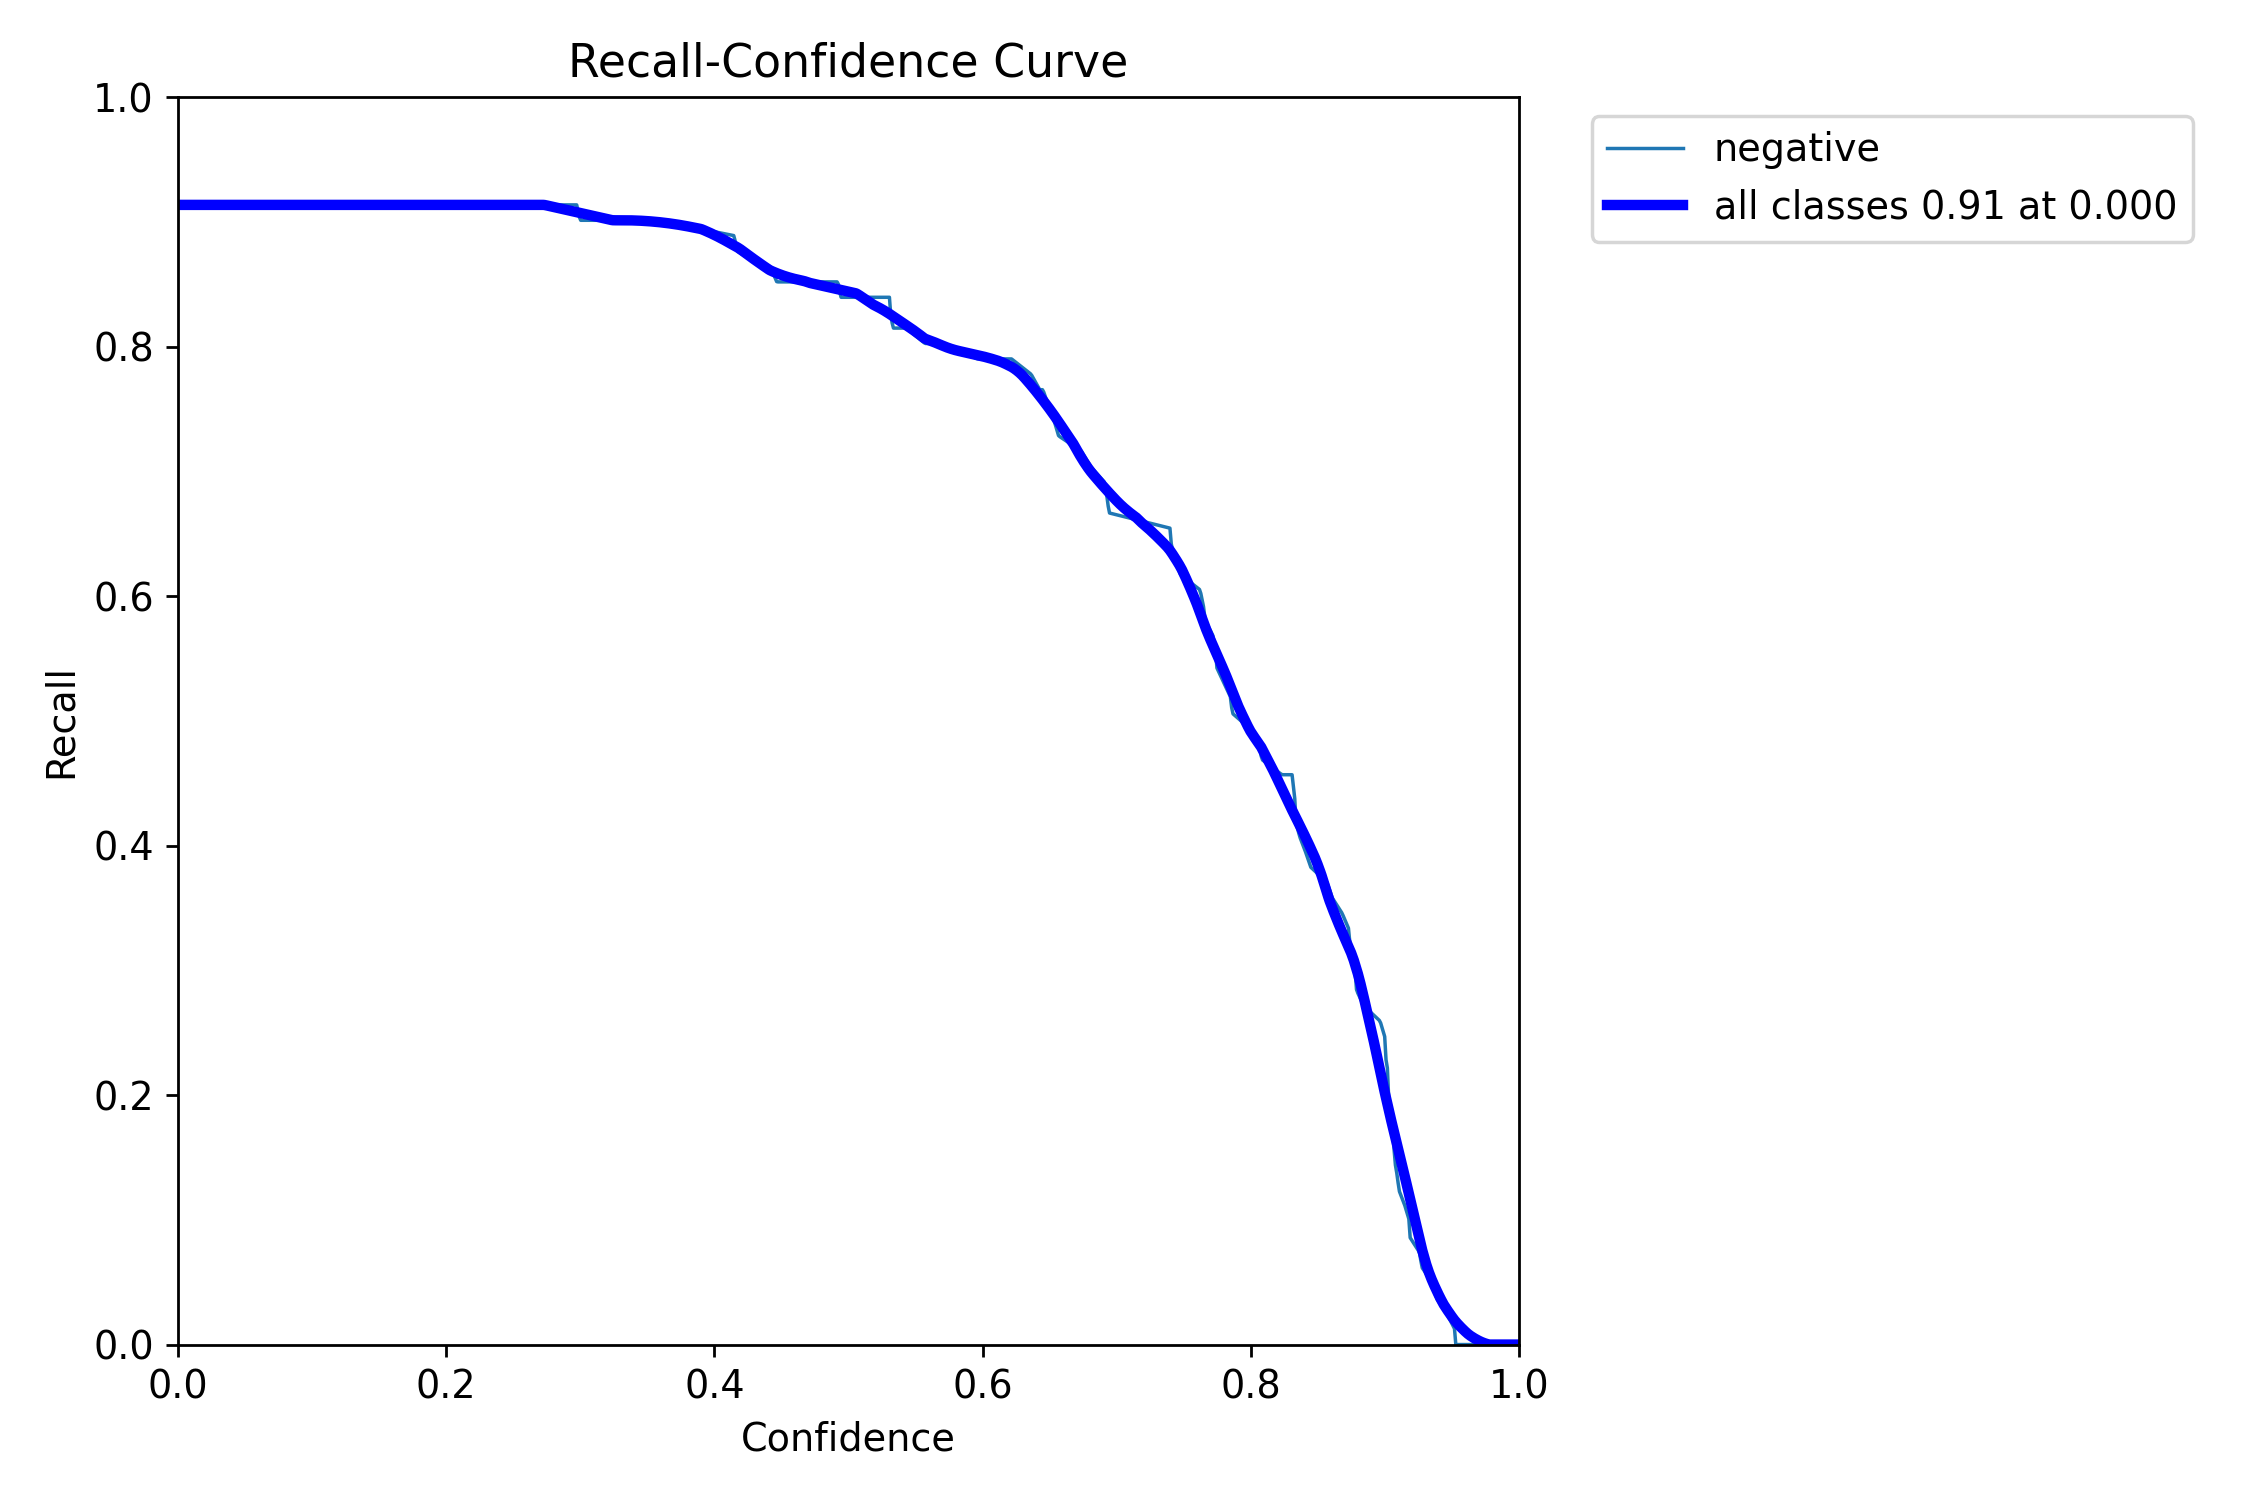 Recall-Confidence Curve
1.0
0.8
0.6
0.4
0.2
0.0
Recall
0.0 0.2 0.4 0.6 0.8 1.0
Confidence
negative
all classes 0.91 at 0.000